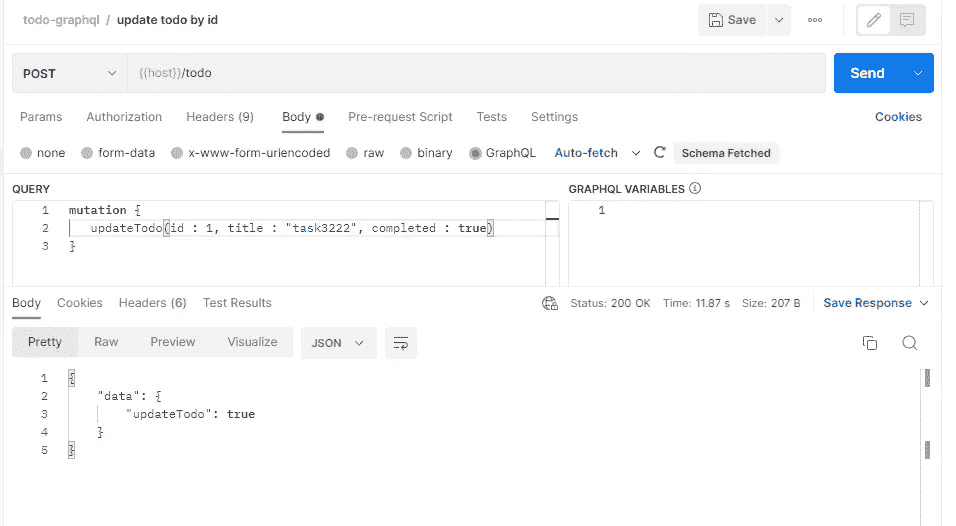 todo-graphql / update todo by id
Save
POST {{host}}/todo Send
Params Authorization Headers (9) Body Pre-request Script Tests Settings Cookies
none form-data x-www-form-urlencoded raw binary GraphQL Auto-fetch Schema Fetched
QUERY GRAPHQL VARIABLES
1 mutation { 1
2 updateTodo(id : 1, title : "task3222", completed : true)
3 }
Body Cookies Headers (6) Test Results Status: 200 OK Time: 11.87 s Size: 207 B Save Response
Pretty Raw Preview Visualize JSON
1 {
2 "data": {
3 "updateTodo": true
4 }
5 }